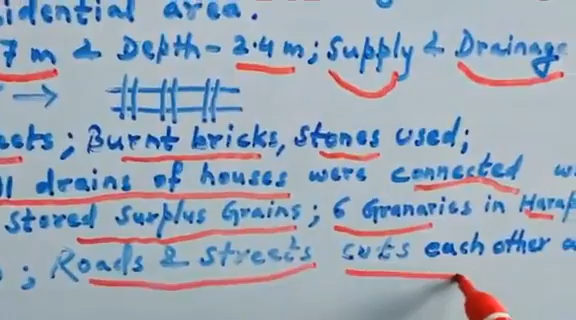 idential area.
7 m & Depth - 2.4 m; Supply & Drainage
ets; Burnt bricks, Stones used;
ll drains of houses were connected w
Stored Surplus Grains; 6 Granaries in Harap
; Roads & Streets cuts each other a